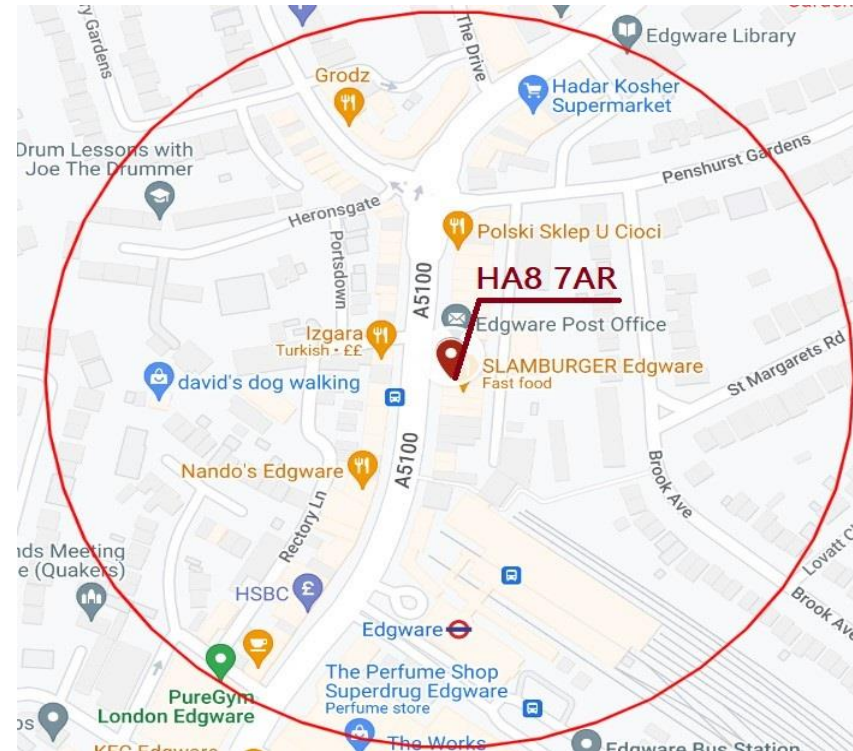 Gardens
The Drive
Edgware Library
Grodz
Hadar Kosher
Supermarket
Drum Lessons with
Joe The Drummer
Penshurst Gardens
Heronsgate
Portsdown
Polski Sklep U Cioci
A5100
HA8 7AR
Edgware Post Office
Izgara
Turkish • ££
SLAMBURGER Edgware
Fast food
St Margarets Rd
david's dog walking
A5100
Nando's Edgware
Brook Ave
Rectory Ln
nds Meeting
e (Quakers)
Lovatt
HSBC
£
Brook Ave
Edgware
The Perfume Shop
Superdrug Edgware
Perfume store
PureGym
London Edgware
The Works
KFC Edgware
Edgware Bus Station